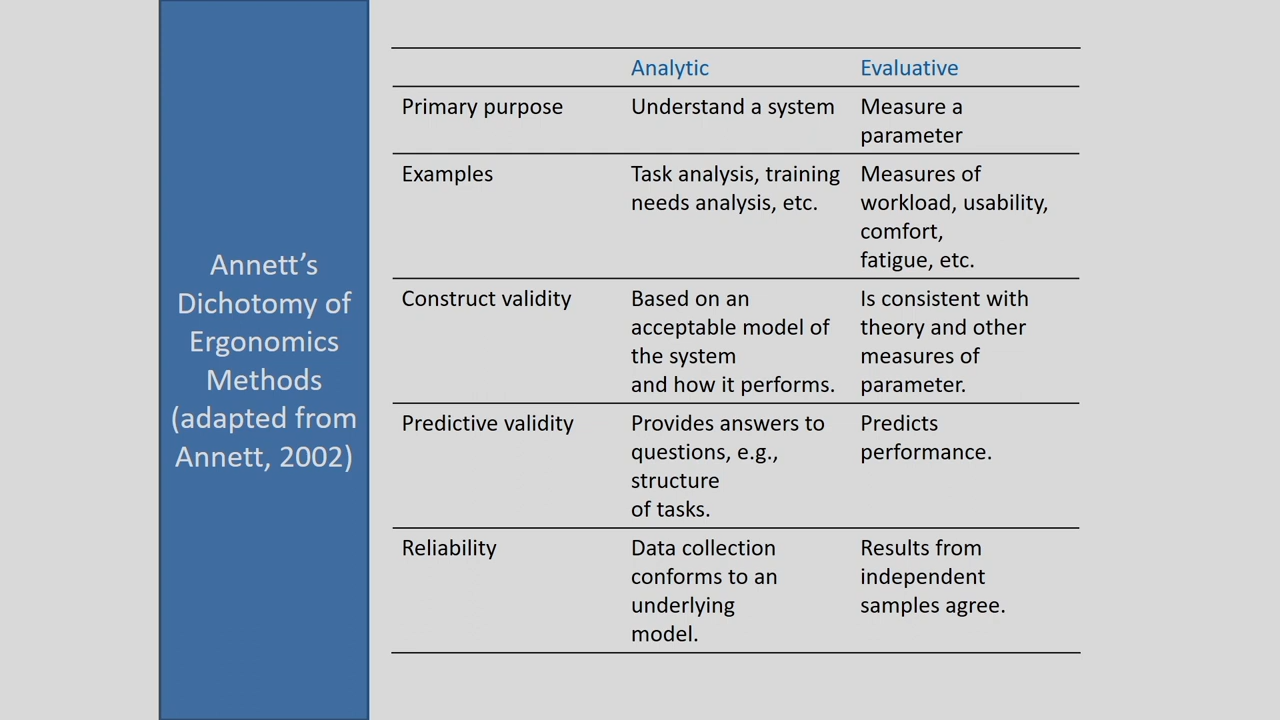 Annett’s
Dichotomy of
Ergonomics
Methods
(adapted from
Annett, 2002)
Analytic Evaluative
Primary purpose Understand a system Measure a
parameter
Examples Task analysis, training Measures of
needs analysis, etc. workload, usability,
comfort,
fatigue, etc.
Construct validity Based on an Is consistent with
acceptable model of theory and other
the system measures of
and how it performs. parameter.
Predictive validity Provides answers to Predicts
questions, e.g., performance.
structure
of tasks.
Reliability Data collection Results from
conforms to an independent
underlying samples agree.
model.